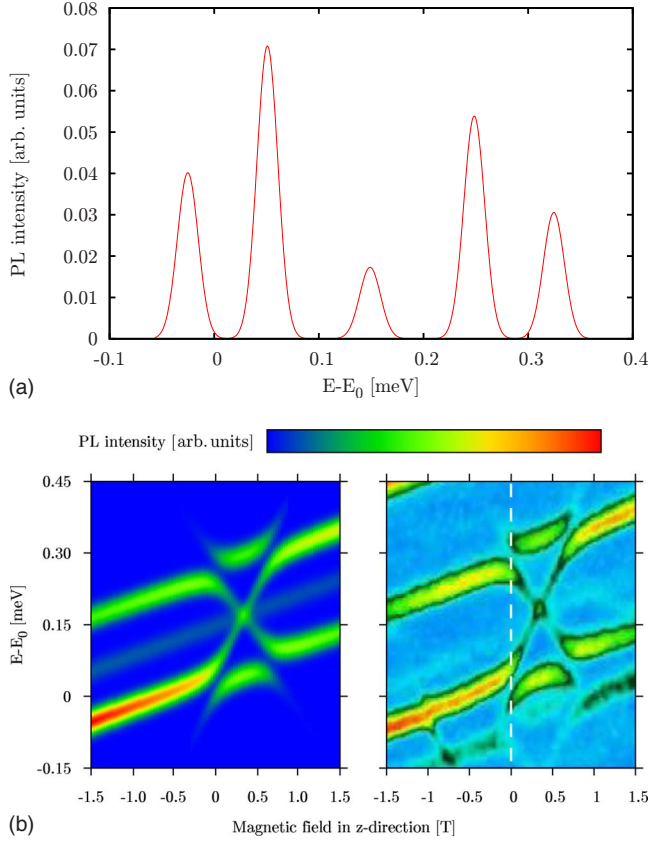 0.08
0.07
0.06
0.05
0.04
0.03
0.02
0.01
0
PL intensity [arb. units]
-0.1 0 0.1 0.2 0.3 0.4
E-E0 [meV]
(a)
PL intensity [arb. units]
0.45
0.30
0.15
0
-0.15
E-E0 [meV]
-1.5 -1.0 -0.5 0 0.5 1.0 1.5 -1.5 -1 -0.5 0 0.5 1 1.5
Magnetic field in z-direction [T]
(b)